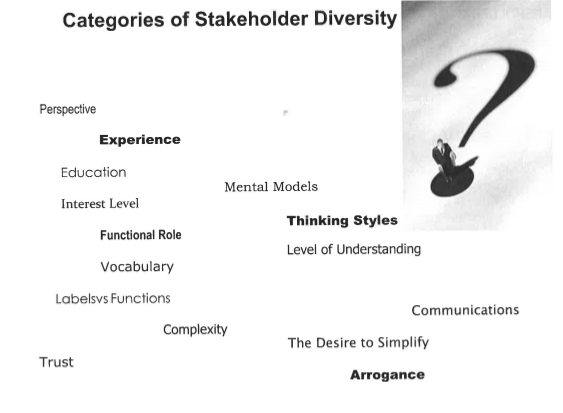 Categories of Stakeholder Diversity
Perspective
Experience
Education
Mental Models
Interest Level
Thinking Styles
Functional Role
Level of Understanding
Vocabulary
Labelsvs Functions
Communications
Complexity
The Desire to Simplify
Trust
Arrogance